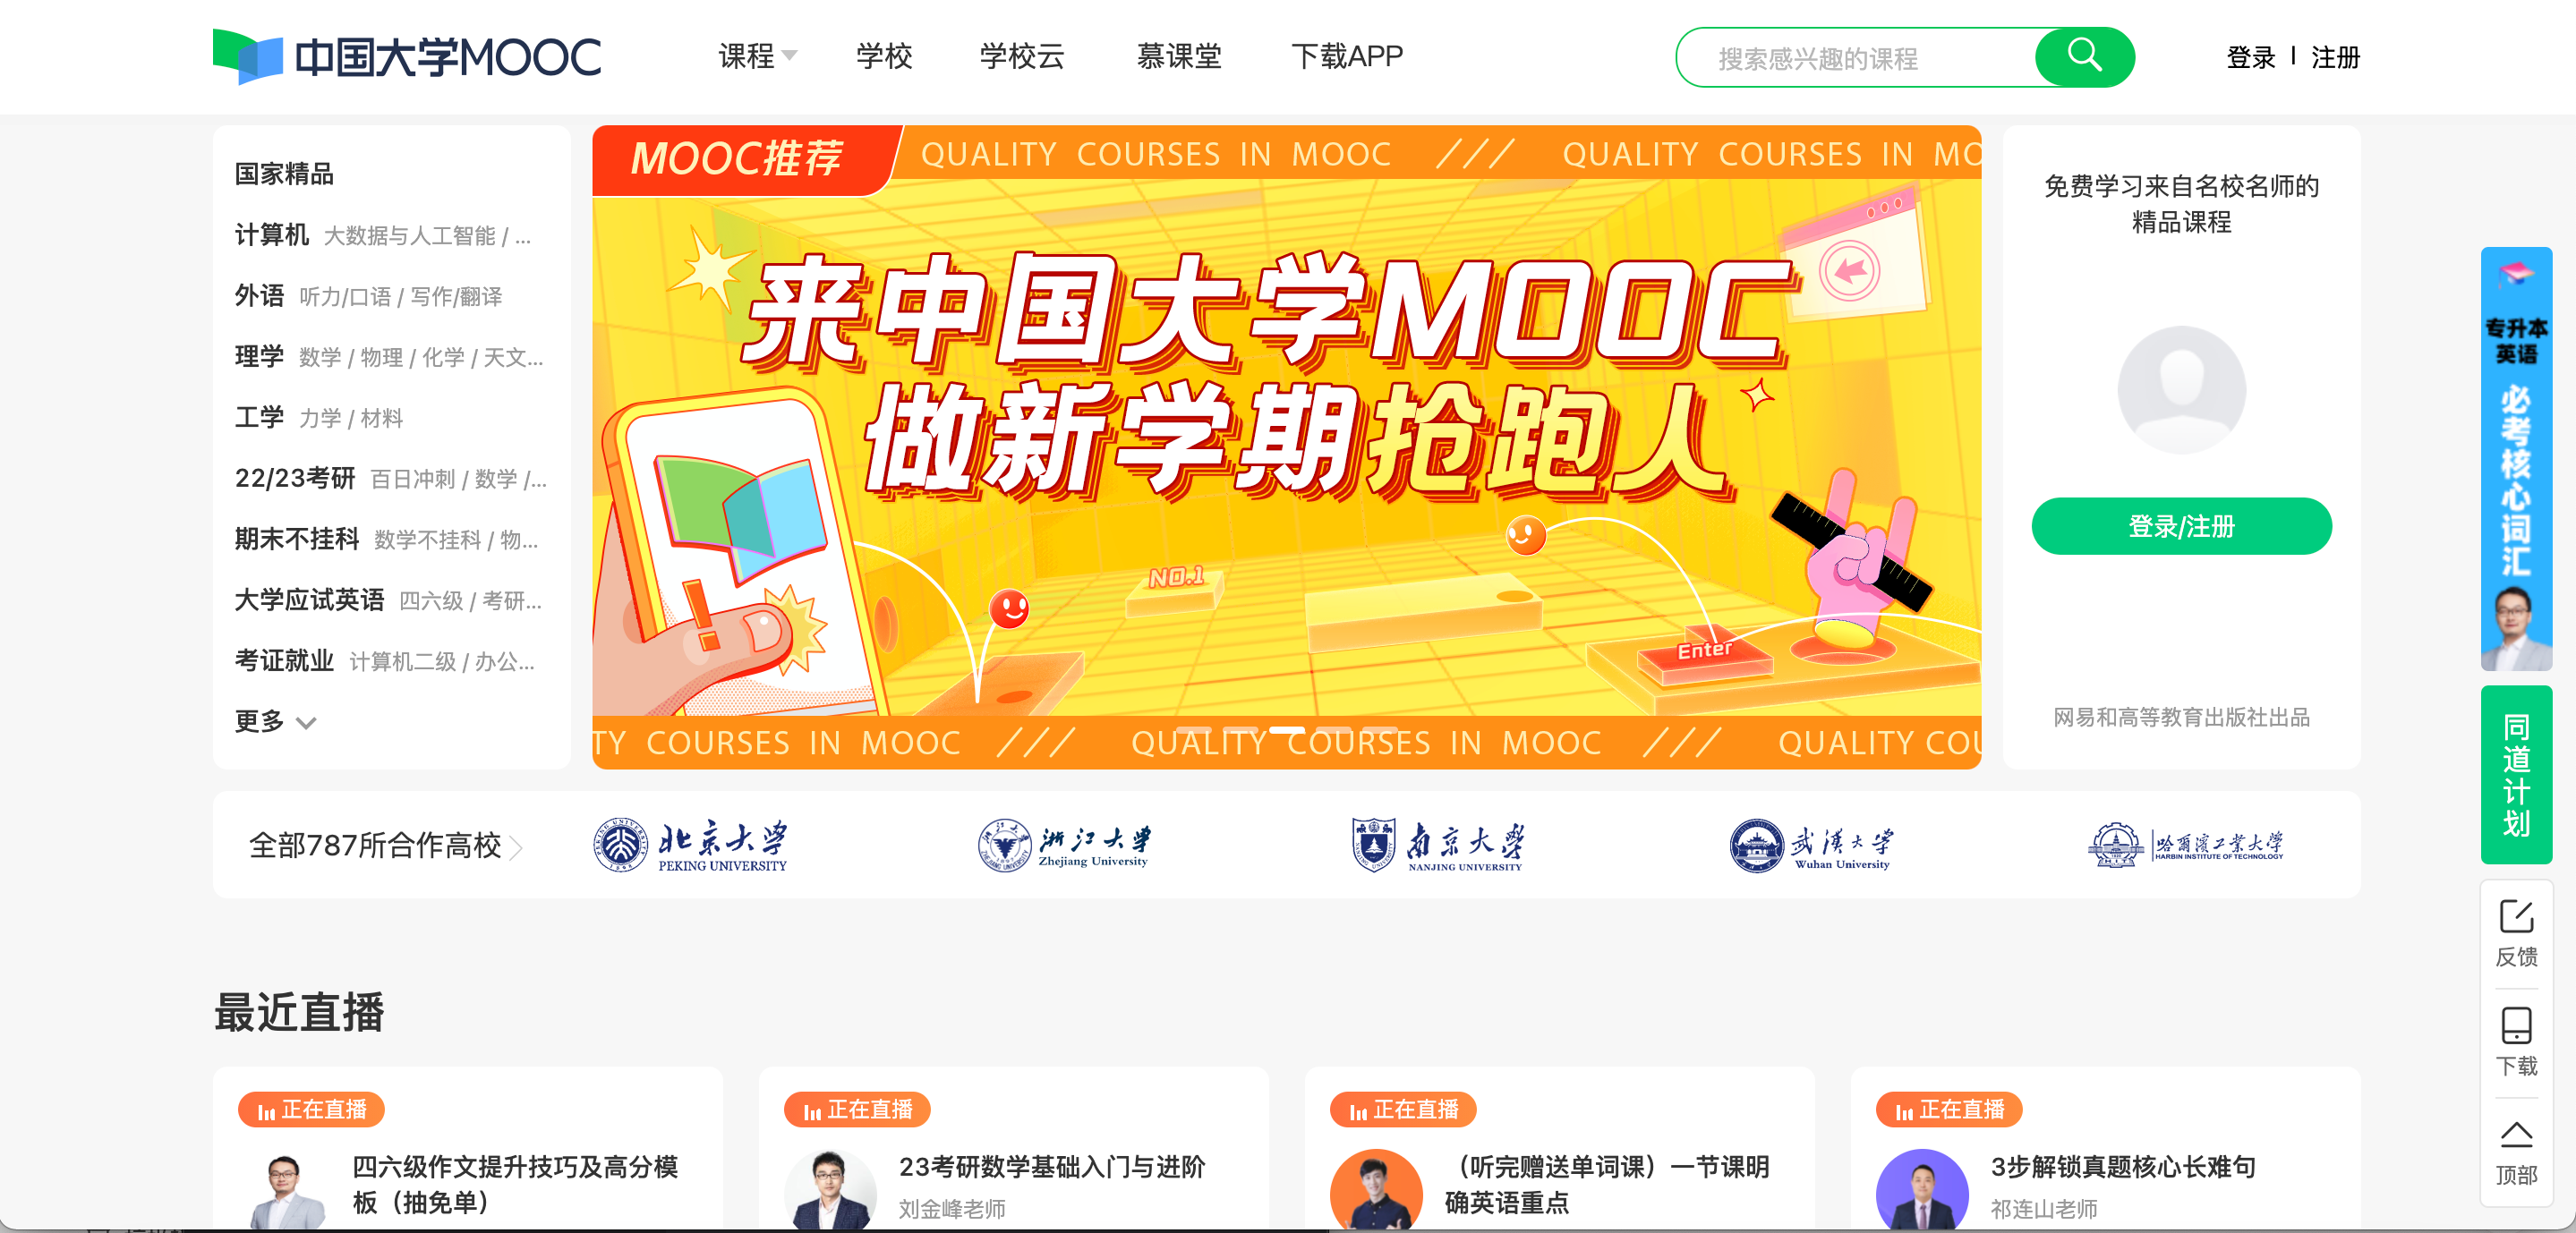 中国大学MOOC
课程
学校
学校云
慕课堂
下载APP
搜索感兴趣的课程
登录 | 注册
国家精品
计算机 大数据与人工智能 / ...
外语 听力/口语 / 写作/翻译
理学 数学 / 物理 / 化学 / 天文...
工学 力学 / 材料
22/23考研 百日冲刺 / 数学 /...
期末不挂科 数学不挂科 / 物...
大学应试英语 四六级 / 考研...
考证就业 计算机二级 / 办公...
更多
MOOC推荐
QUALITY COURSES IN MOOC /// QUALITY COURSES IN MO
来中国大学MOOC
做新学期抢跑人
NO.1
Enter
TY COURSES IN MOOC /// QUALITY COURSES IN MOOC /// QUALITY COU
免费学习来自名校名师的
精品课程
登录/注册
网易和高等教育出版社出品
专升本
英语
必考核心词汇
同道计划
反馈
下载
顶部
全部787所合作高校
北京大学
PEKING UNIVERSITY
浙江大学
Zhejiang University
南京大学
NANJING UNIVERSITY
武汉大学
Wuhan University
哈尔滨工业大学
HARBIN INSTITUTE OF TECHNOLOGY
最近直播
正在直播
四六级作文提升技巧及高分模
板（抽免单）
正在直播
23考研数学基础入门与进阶
刘金峰老师
正在直播
（听完赠送单词课）一节课明
确英语重点
正在直播
3步解锁真题核心长难句
祁连山老师